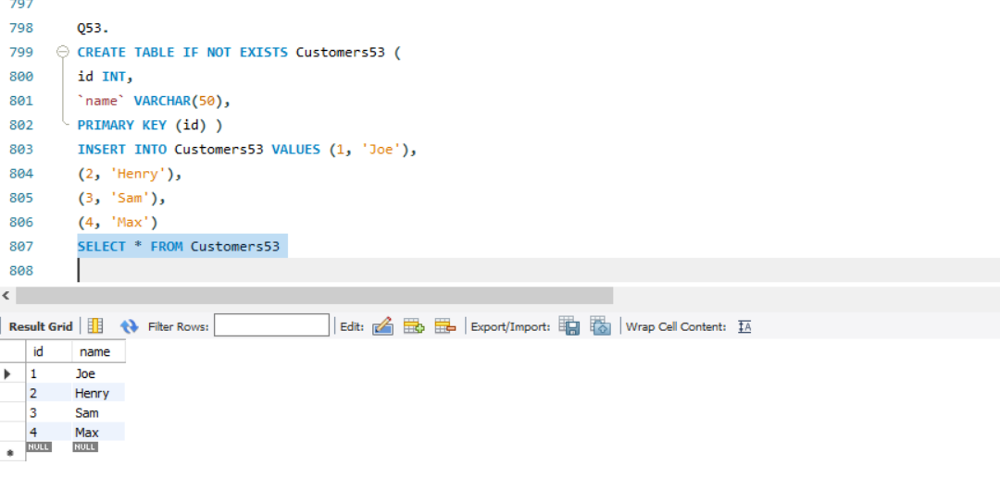 797
798 Q53.
799 CREATE TABLE IF NOT EXISTS Customers53 (
800 id INT,
801 `name` VARCHAR(50),
802 PRIMARY KEY (id) )
803 INSERT INTO Customers53 VALUES (1, 'Joe'),
804 (2, 'Henry'),
805 (3, 'Sam'),
806 (4, 'Max')
807 SELECT * FROM Customers53
808
Result Grid Filter Rows: Edit: Export/Import: Wrap Cell Content: IA
id name
1 Joe
2 Henry
3 Sam
4 Max
NULL NULL